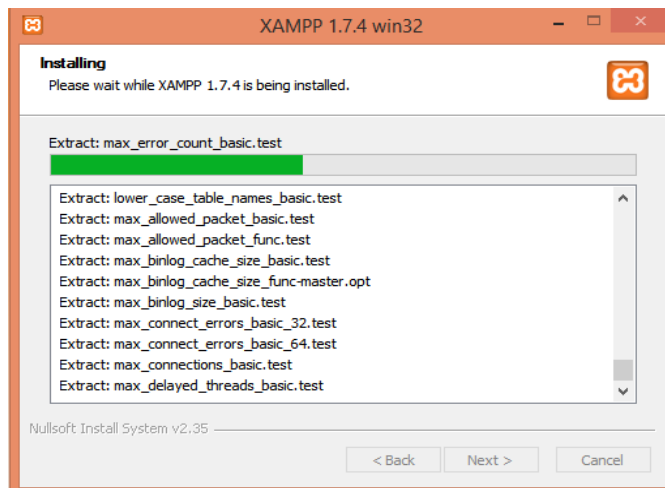 XAMPP 1.7.4 win32
Installing
Please wait while XAMPP 1.7.4 is being installed.
Extract: max_error_count_basic.test
Extract: lower_case_table_names_basic.test
Extract: max_allowed_packet_basic.test
Extract: max_allowed_packet_func.test
Extract: max_binlog_cache_size_basic.test
Extract: max_binlog_cache_size_func-master.opt
Extract: max_binlog_size_basic.test
Extract: max_connect_errors_basic_32.test
Extract: max_connect_errors_basic_64.test
Extract: max_connections_basic.test
Extract: max_delayed_threads_basic.test
Nullsoft Install System v2.35
< Back Next > Cancel